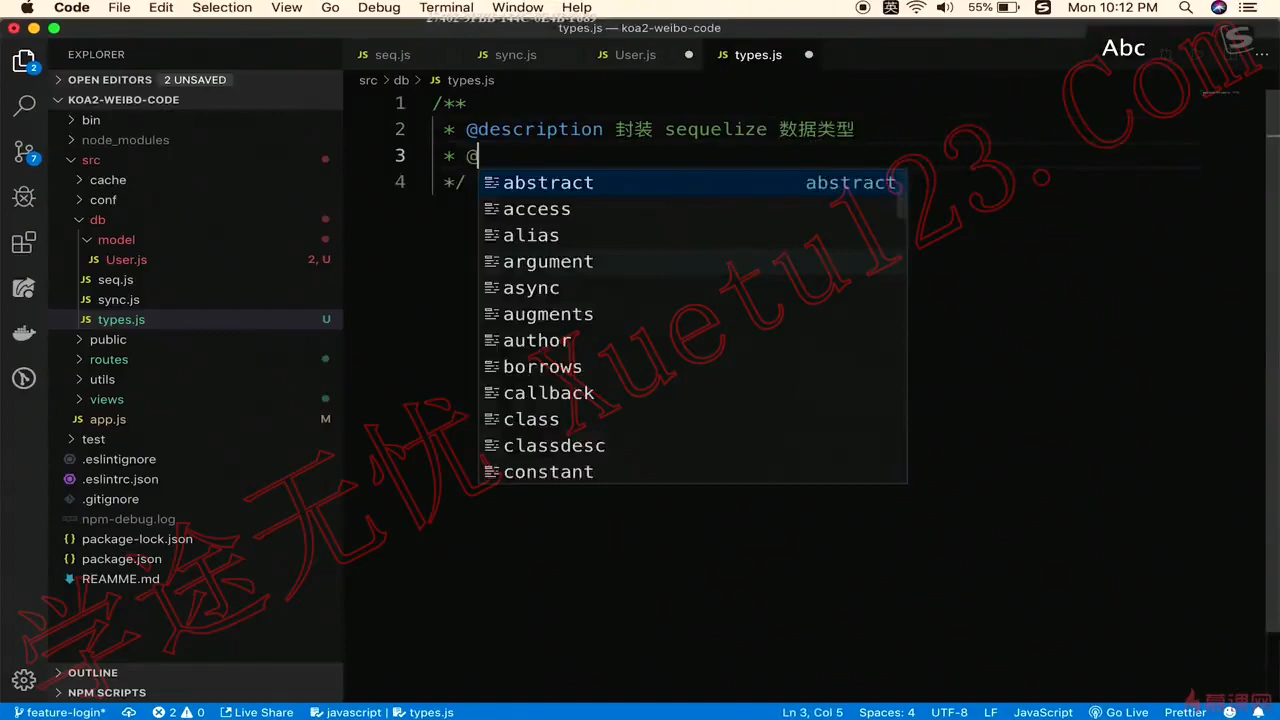 Code File Edit Selection View Go Debug Terminal Window Help 英 55% Mon 10:12 PM
types.js — koa2-weibo-code
Abc
EXPLORER
seq.js sync.js User.js types.js
OPEN EDITORS 2 UNSAVED
src › db › types.js
KOA2-WEIBO-CODE
bin
node_modules
src
cache
conf
db
model
User.js 2, U
seq.js
sync.js
types.js U
public
routes
utils
views
app.js M
test
.eslintignore
.eslintrc.json
.gitignore
npm-debug.log
package-lock.json
package.json
REAMME.md
OUTLINE
NPM SCRIPTS
1 /**
2 * @description 封装 sequelize 数据类型
3 * @
4 */
abstract abstract
access
alias
argument
async
augments
author
borrows
callback
class
classdesc
constant
学途无忧 Xuetu123.Com
慕课网
feature-login* 2 0 Live Share javascript | types.js Ln 3, Col 5 Spaces: 4 UTF-8 LF JavaScript Go Live Prettier